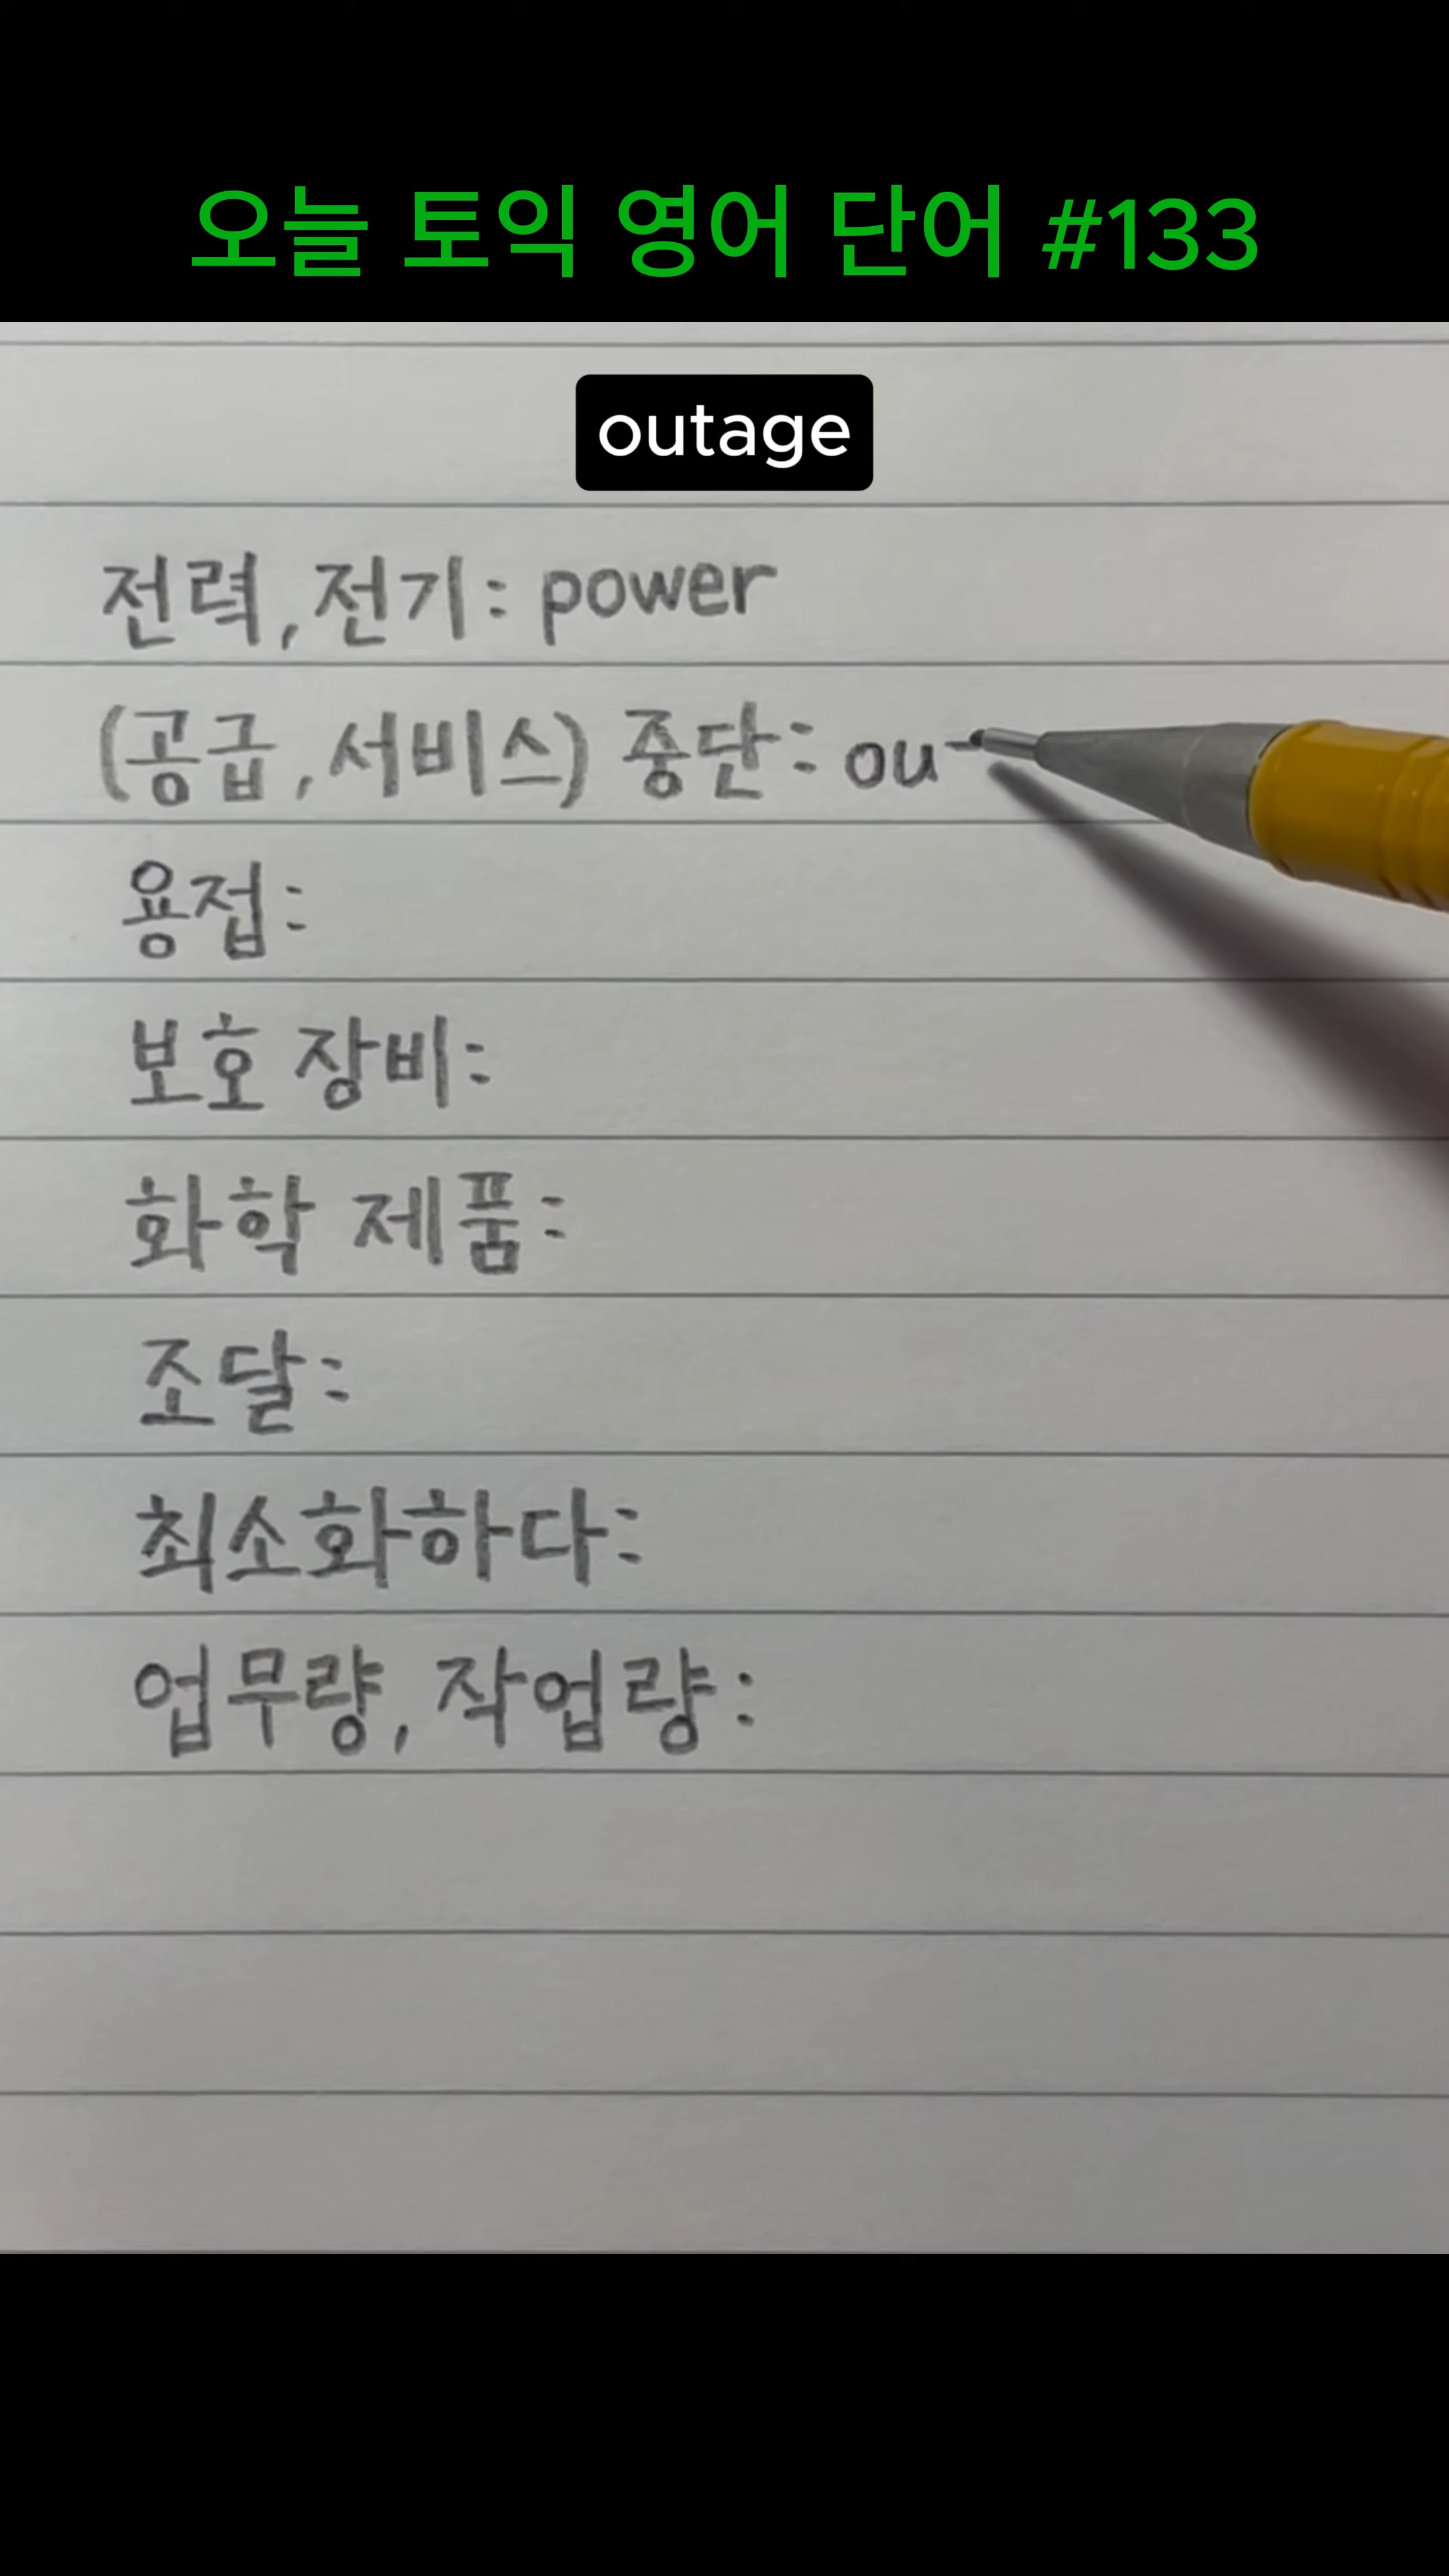 오늘 토익 영어 단어 #133
outage
전력, 전기: power
(공급, 서비스) 중단: ou
용접:
보호 장비:
화학 제품:
조달:
최소화하다:
업무량, 작업량: